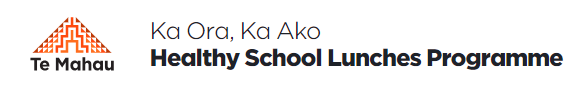 Te Mahau
Ka Ora, Ka Ako
Healthy School Lunches Programme